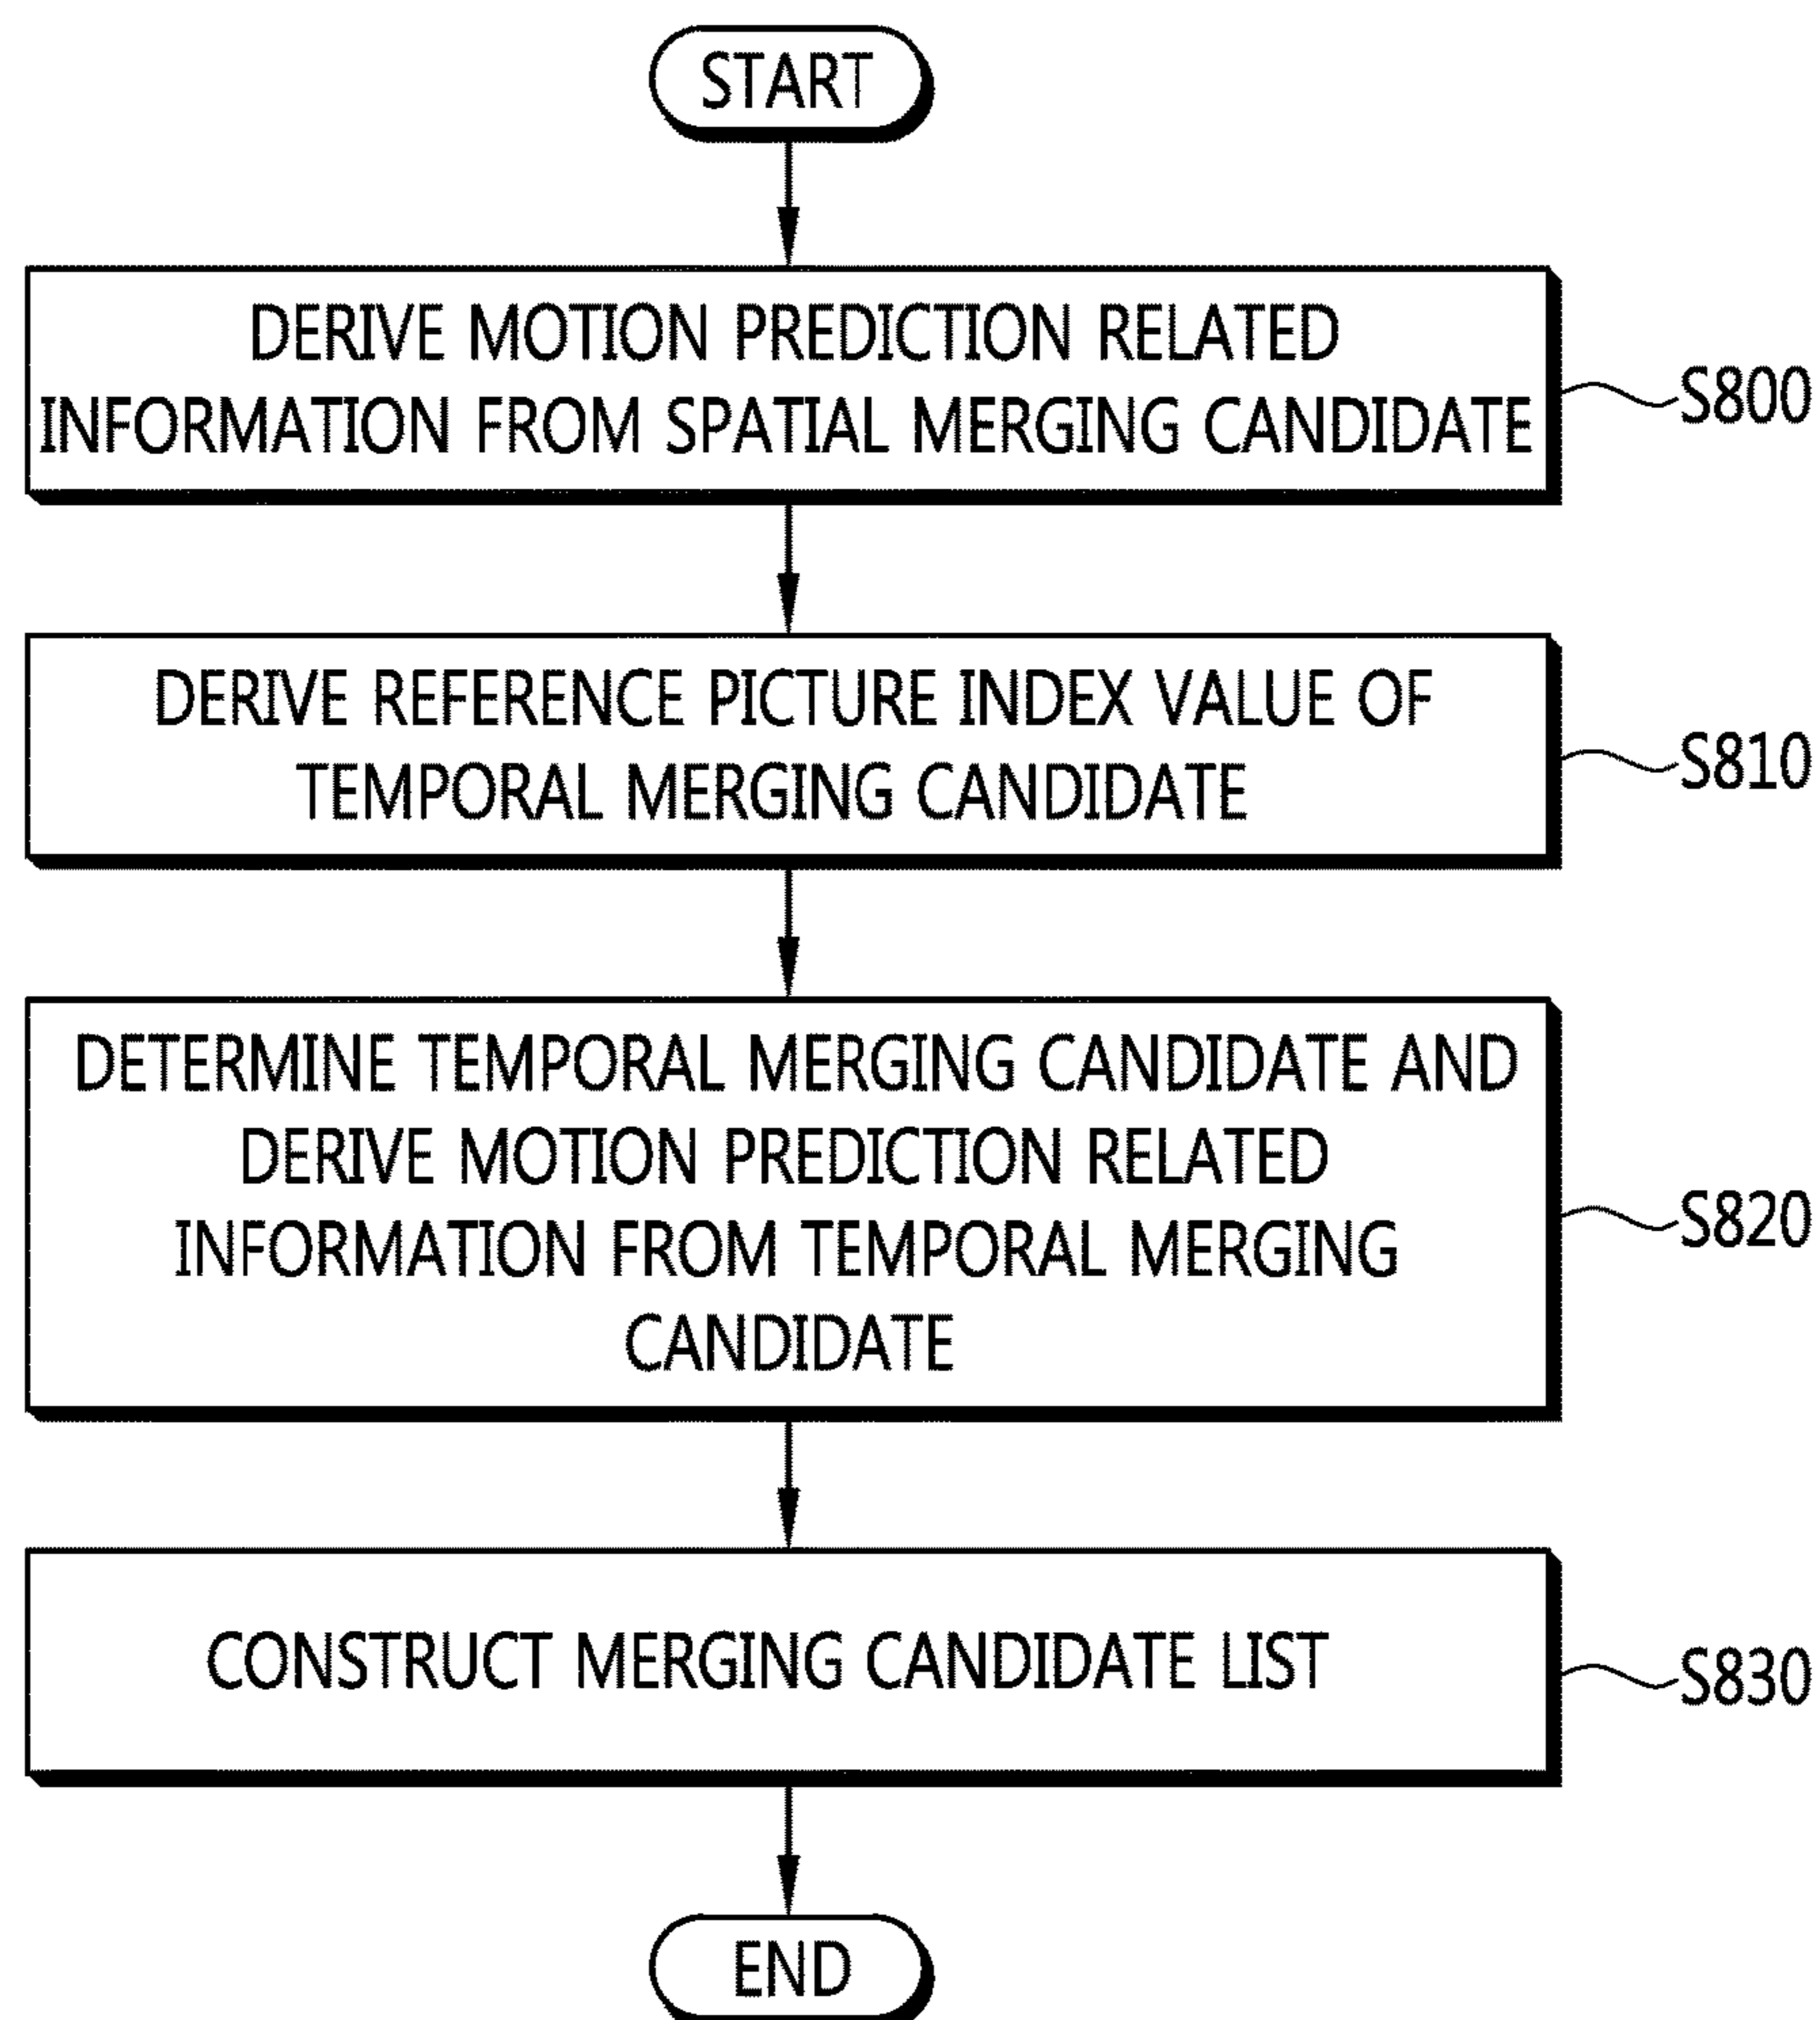 START
DERIVE MOTION PREDICTION RELATED
INFORMATION FROM SPATIAL MERGING CANDIDATE
S800
DERIVE REFERENCE PICTURE INDEX VALUE OF
TEMPORAL MERGING CANDIDATE
S810
DETERMINE TEMPORAL MERGING CANDIDATE AND
DERIVE MOTION PREDICTION RELATED
INFORMATION FROM TEMPORAL MERGING
CANDIDATE
S820
CONSTRUCT MERGING CANDIDATE LIST
S830
END